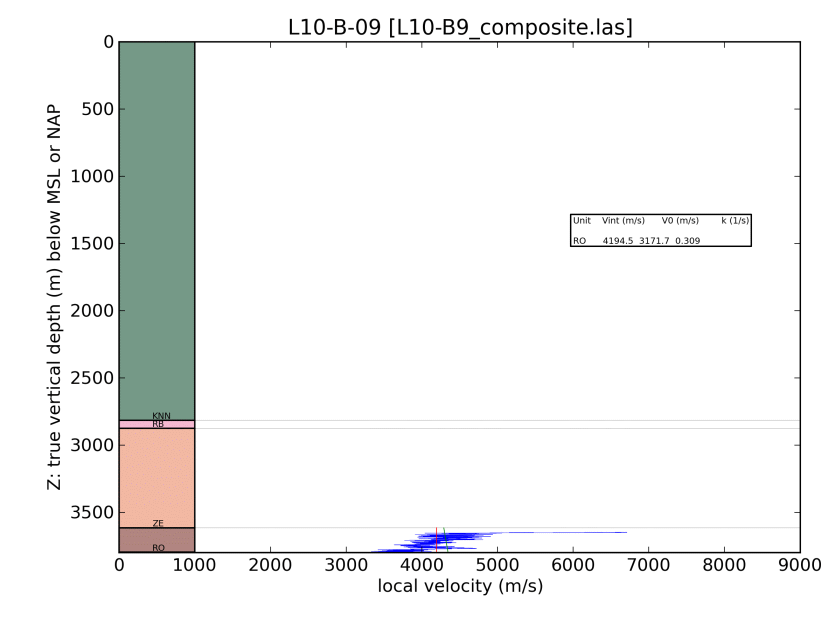 L10-B-09 [L10-B9_composite.las]
0
500
1000
1500
2000
2500
3000
3500
Z: true vertical depth (m) below MSL or NAP
Unit Vint (m/s) V0 (m/s) k (1/s)
RO 4194.5 3171.7 0.309
KNN
RB
ZE
RO
0 1000 2000 3000 4000 5000 6000 7000 8000 9000
local velocity (m/s)